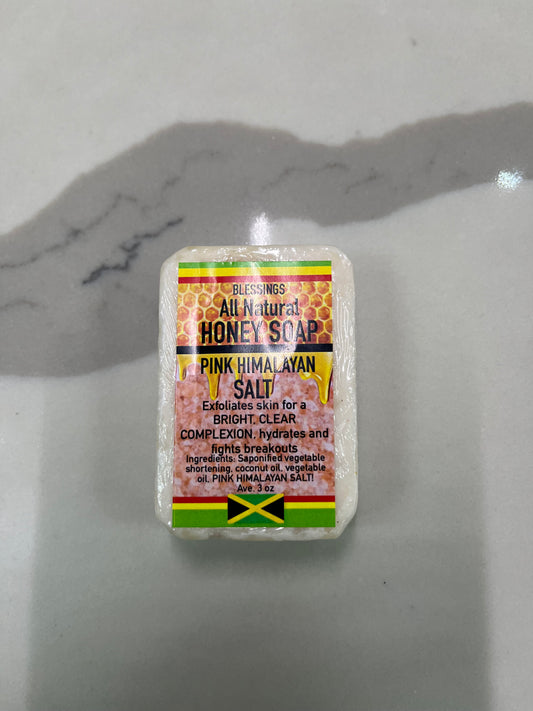 BLESSINGS
All Natural
HONEY SOAP
PINK HIMALAYAN
SALT
Exfoliates skin for a
BRIGHT, CLEAR
COMPLEXION, hydrates and
fights breakouts
Ingredients: Saponified vegetable
shortening, coconut oil, vegetable
oil, PINK HIMALAYAN SALT!
Ave. 3 oz